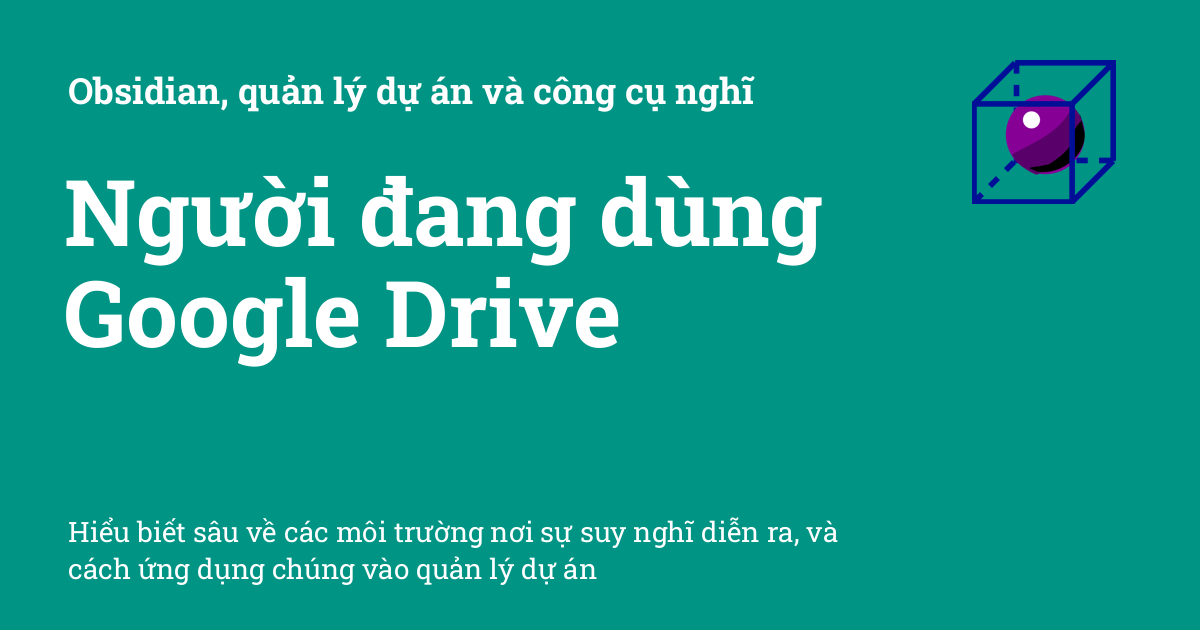 Obsidian, quản lý dự án và công cụ nghĩ
Người đang dùng
Google Drive
Hiểu biết sâu về các môi trường nơi sự suy nghĩ diễn ra, và
cách ứng dụng chúng vào quản lý dự án